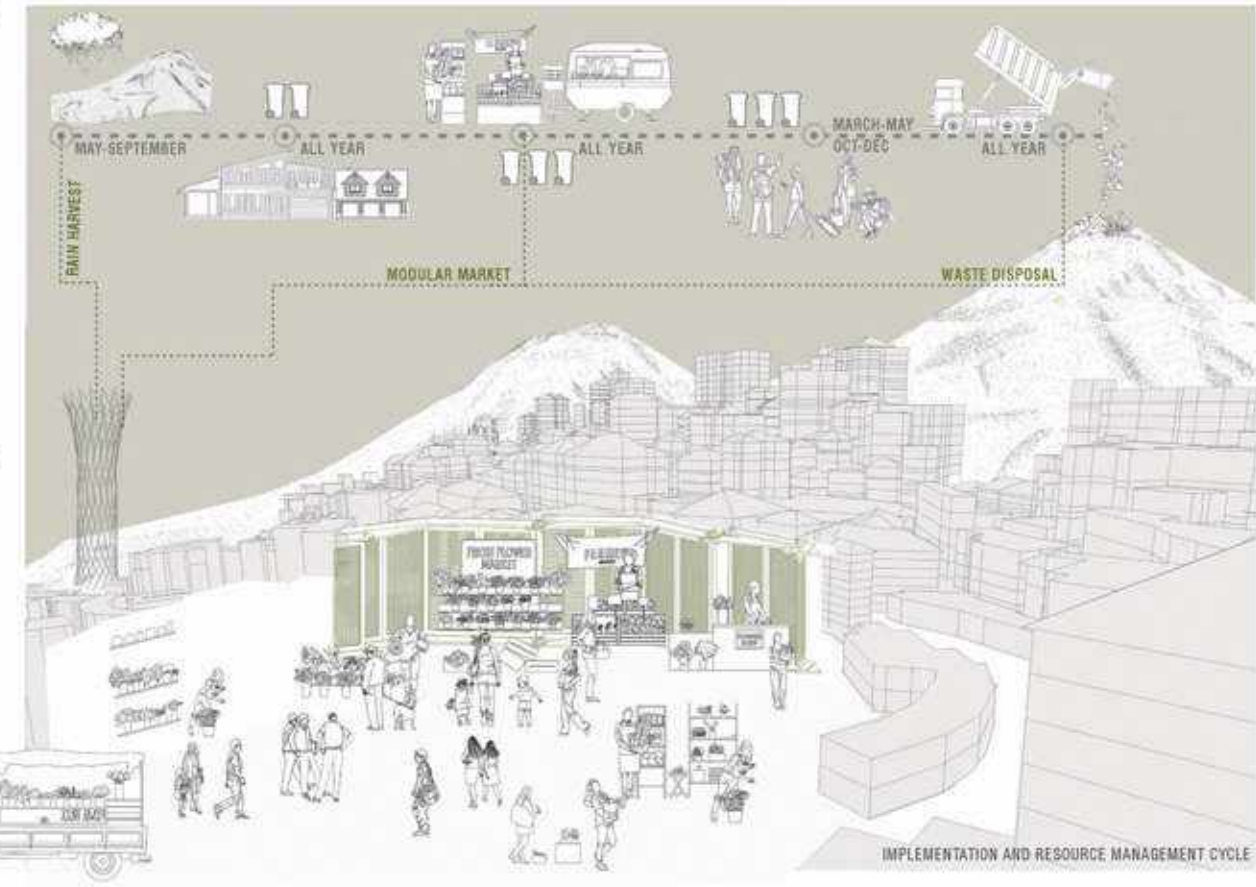 MAY-SEPTEMBER
ALL YEAR
ALL YEAR
MARCH-MAY
OCT-DEC
ALL YEAR
RAIN HARVEST
MODULAR MARKET
WASTE DISPOSAL
FRESH FLOWER
MARKET
IMPLEMENTATION AND RESOURCE MANAGEMENT CYCLE